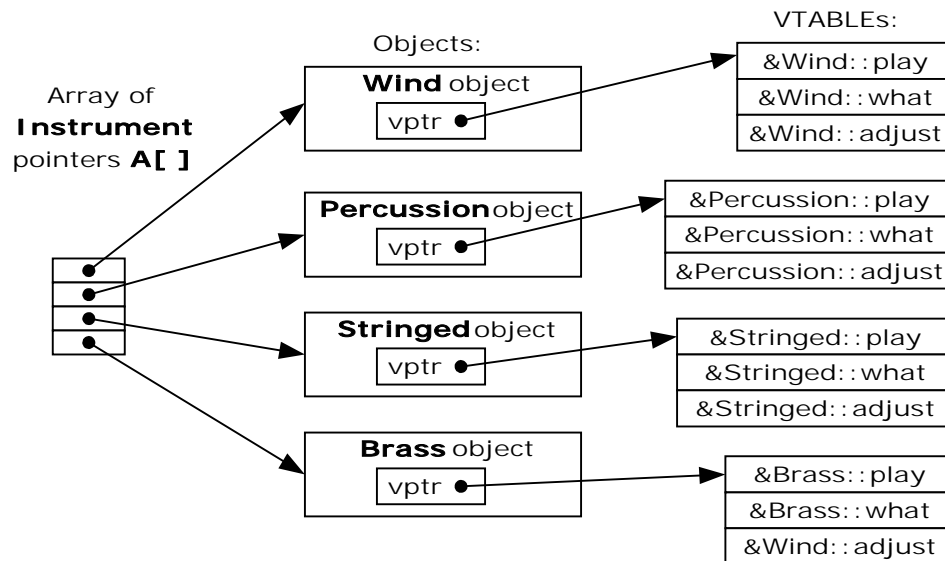 Array of
Instrument
pointers A[ ]
Objects:
Wind object
vptr
Percussion object
vptr
Stringed object
vptr
Brass object
vptr
VTABLEs:
&Wind::play
&Wind::what
&Wind::adjust
&Percussion::play
&Percussion::what
&Percussion::adjust
&Stringed::play
&Stringed::what
&Stringed::adjust
&Brass::play
&Brass::what
&Wind::adjust